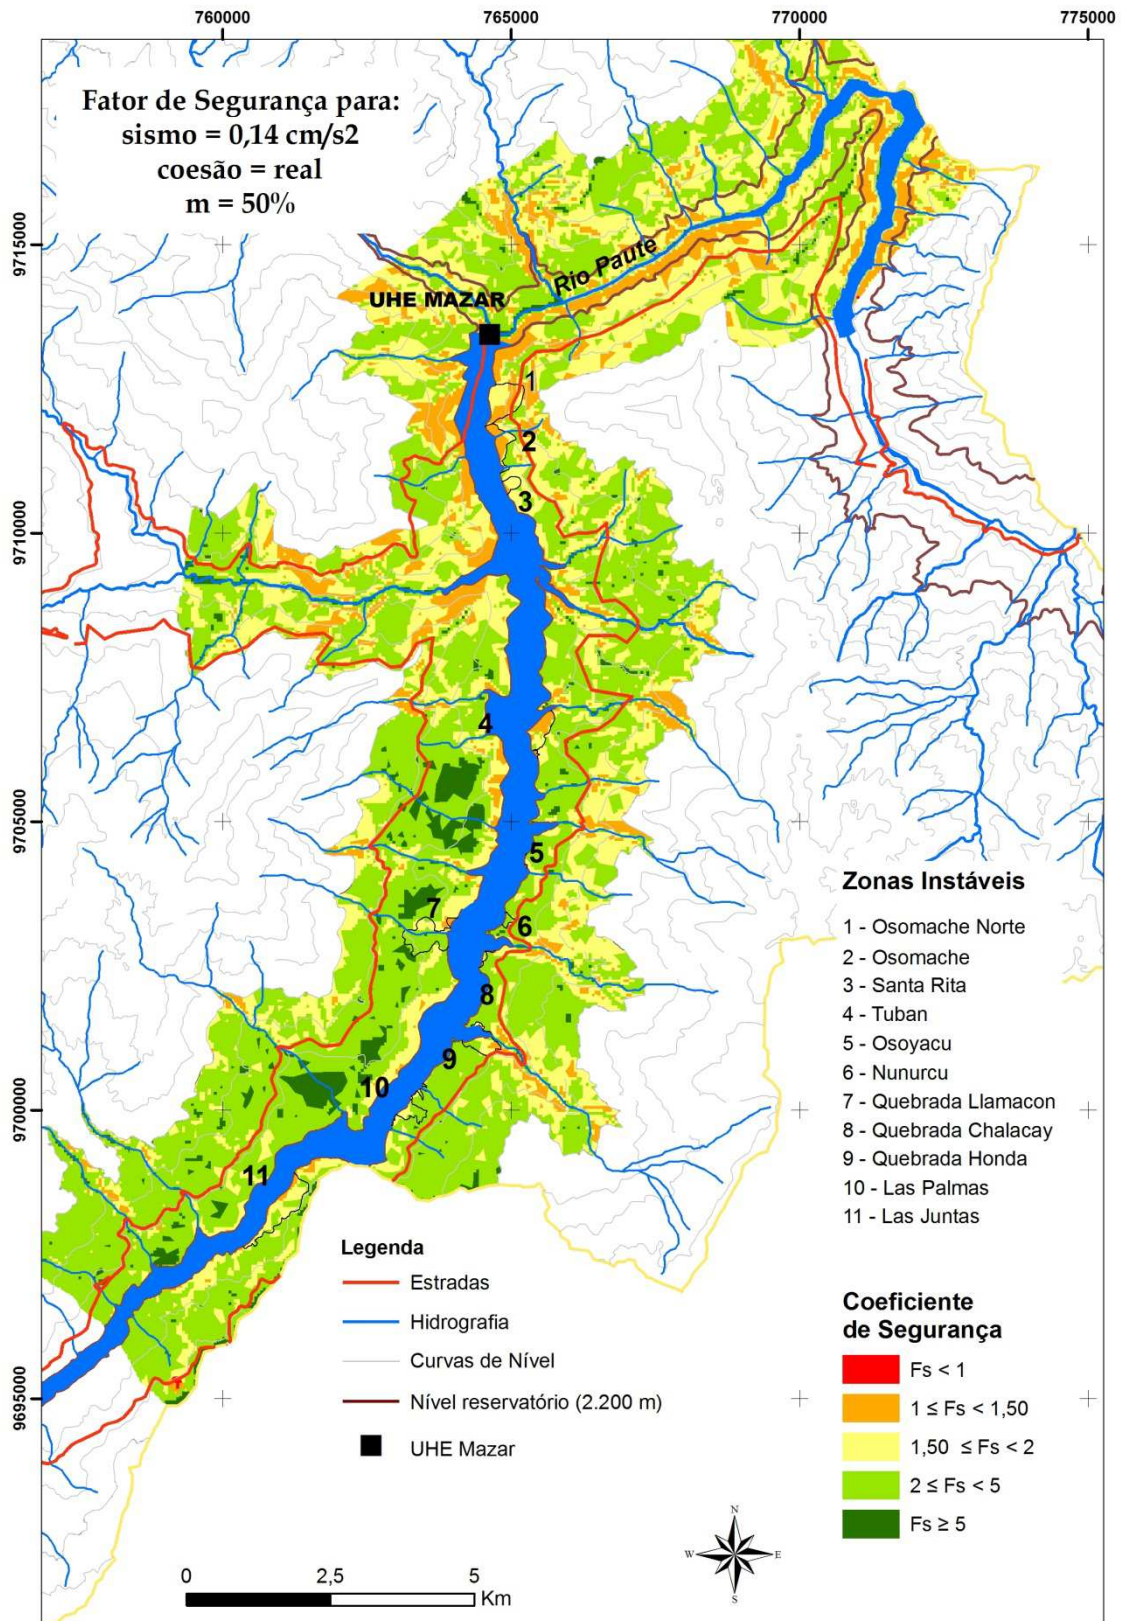 760000
765000
770000
775000
Fator de Segurança para:
sismo = 0,14 cm/s2
coesão = real
m = 50%
9715000
9710000
9705000
9700000
9695000
Rio Paute
UHE MAZAR
1
2
3
4
5
6
7
8
9
10
11
Zonas Instáveis
1 - Osomache Norte
2 - Osomache
3 - Santa Rita
4 - Tuban
5 - Osoyacu
6 - Nunurcu
7 - Quebrada Llamacon
8 - Quebrada Chalacay
9 - Quebrada Honda
10 - Las Palmas
11 - Las Juntas
Legenda
Estradas
Hidrografia
Curvas de Nível
Nível reservatório (2.200 m)
UHE Mazar
Coeficiente
de Segurança
Fs < 1
1 ≤ Fs < 1,50
1,50 ≤ Fs < 2
2 ≤ Fs < 5
Fs ≥ 5
N
W
E
S
0
2,5
5
Km